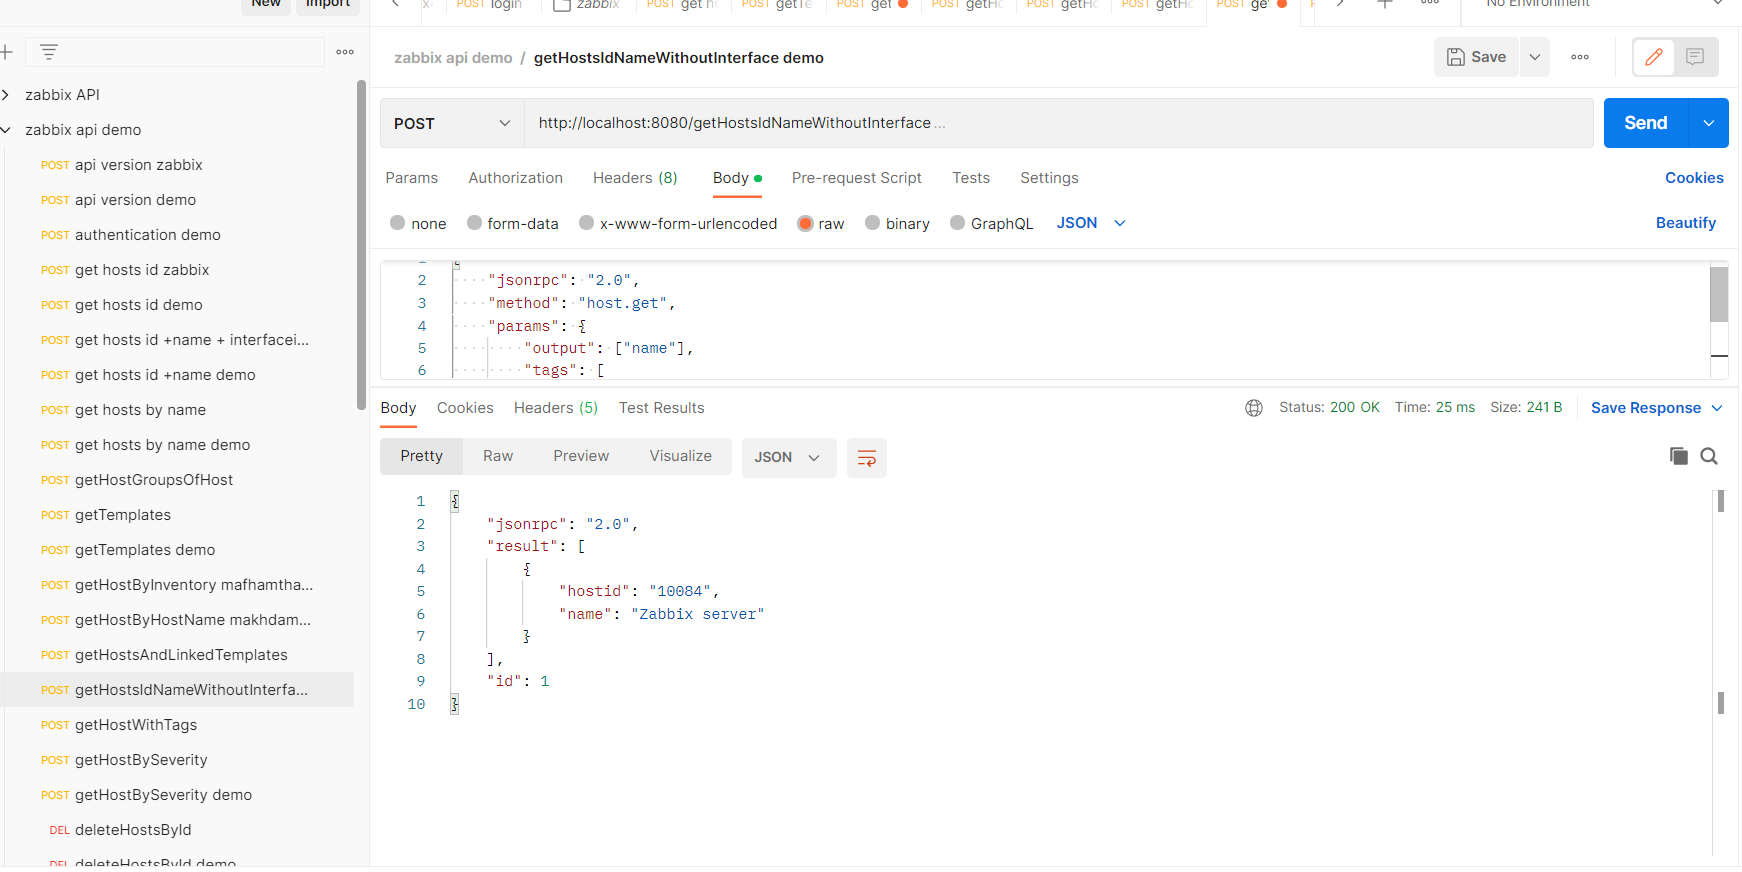 New
Import
POST login
zabbix
POST get h
POST getTe
POST get
POST getHo
POST getHo
POST getHo
POST ge
No Environment
zabbix api demo / getHostsIdNameWithoutInterface demo
Save
zabbix API
zabbix api demo
POST api version zabbix
POST api version demo
POST authentication demo
POST get hosts id zabbix
POST get hosts id demo
POST get hosts id +name + interfacei...
POST get hosts id +name demo
POST get hosts by name
POST get hosts by name demo
POST getHostGroupsOfHost
POST getTemplates
POST getTemplates demo
POST getHostByInventory mafhamtha...
POST getHostByHostName makhdam...
POST getHostsAndLinkedTemplates
POST getHostsIdNameWithoutInterfa...
POST getHostWithTags
POST getHostBySeverity
POST getHostBySeverity demo
DEL deleteHostsById
DEL deleteHostsById demo
POST
http://localhost:8080/getHostsIdNameWithoutInterface ...
Send
Params Authorization Headers (8) Body Pre-request Script Tests Settings
Cookies
none form-data x-www-form-urlencoded raw binary GraphQL JSON
Beautify
2 "jsonrpc": "2.0",
3 "method": "host.get",
4 "params": {
5 "output": ["name"],
6 "tags": [
Body Cookies Headers (5) Test Results
Status: 200 OK Time: 25 ms Size: 241 B Save Response
Pretty Raw Preview Visualize JSON
1 {
2 "jsonrpc": "2.0",
3 "result": [
4 {
5 "hostid": "10084",
6 "name": "Zabbix server"
7 }
8 ],
9 "id": 1
10 }